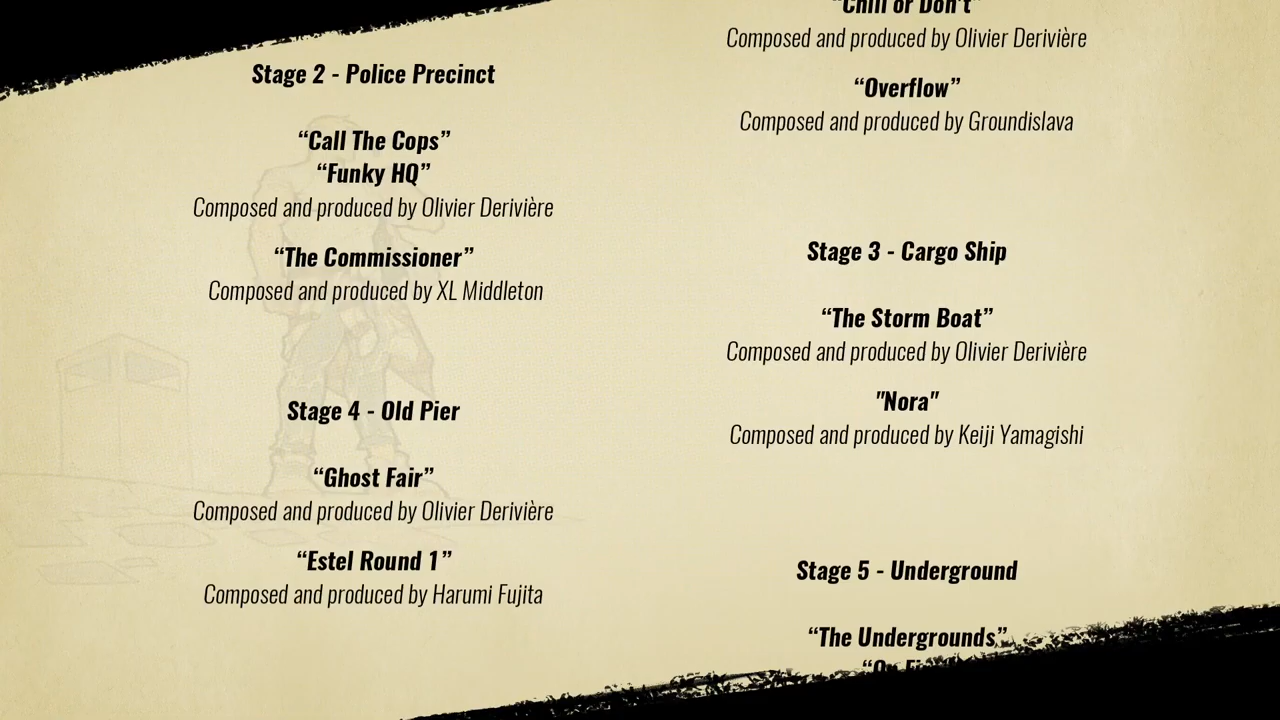 Stage 2 - Police Precinct
“Call The Cops”
“Funky HQ”
Composed and produced by Olivier Derivière
“The Commissioner”
Composed and produced by XL Middleton
Stage 4 - Old Pier
“Ghost Fair”
Composed and produced by Olivier Derivière
“Estel Round 1”
Composed and produced by Harumi Fujita
“Chill or Don't”
Composed and produced by Olivier Derivière
“Overflow”
Composed and produced by Groundislava
Stage 3 - Cargo Ship
“The Storm Boat”
Composed and produced by Olivier Derivière
"Nora"
Composed and produced by Keiji Yamagishi
Stage 5 - Underground
“The Undergrounds”